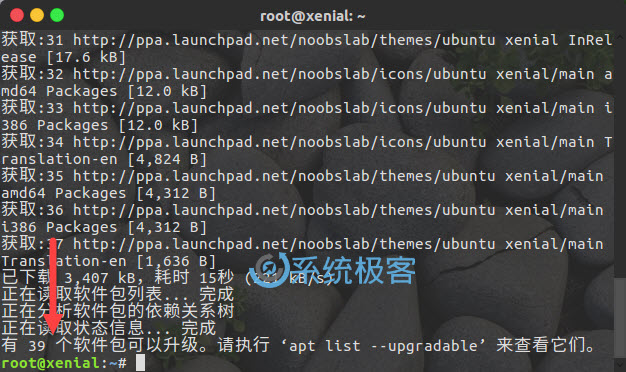 root@xenial: ~
获取:31 http://ppa.launchpad.net/noobslab/themes/ubuntu xenial InRel
ease [17.6 kB]
获取:32 http://ppa.launchpad.net/noobslab/icons/ubuntu xenial/main a
md64 Packages [12.0 kB]
获取:33 http://ppa.launchpad.net/noobslab/icons/ubuntu xenial/main i
386 Packages [12.0 kB]
获取:34 http://ppa.launchpad.net/noobslab/icons/ubuntu xenial/main T
ranslation-en [4,824 B]
获取:35 http://ppa.launchpad.net/noobslab/themes/ubuntu xenial/main
amd64 Packages [4,312 B]
获取:36 http://ppa.launchpad.net/noobslab/themes/ubuntu xenial/main
i386 Packages [4,312 B]
获取:37 http://ppa.launchpad.net/noobslab/themes/ubuntu xenial/main
Translation-en [1,636 B]
已下载 3,407 kB，耗时 15秒 (221 kB/s)
系统极客
正在读取软件包列表... 完成
正在分析软件包的依赖关系树
正在读取状态信息... 完成
有 39 个软件包可以升级。请执行 ‘apt list --upgradable’ 来查看它们。
root@xenial:~#